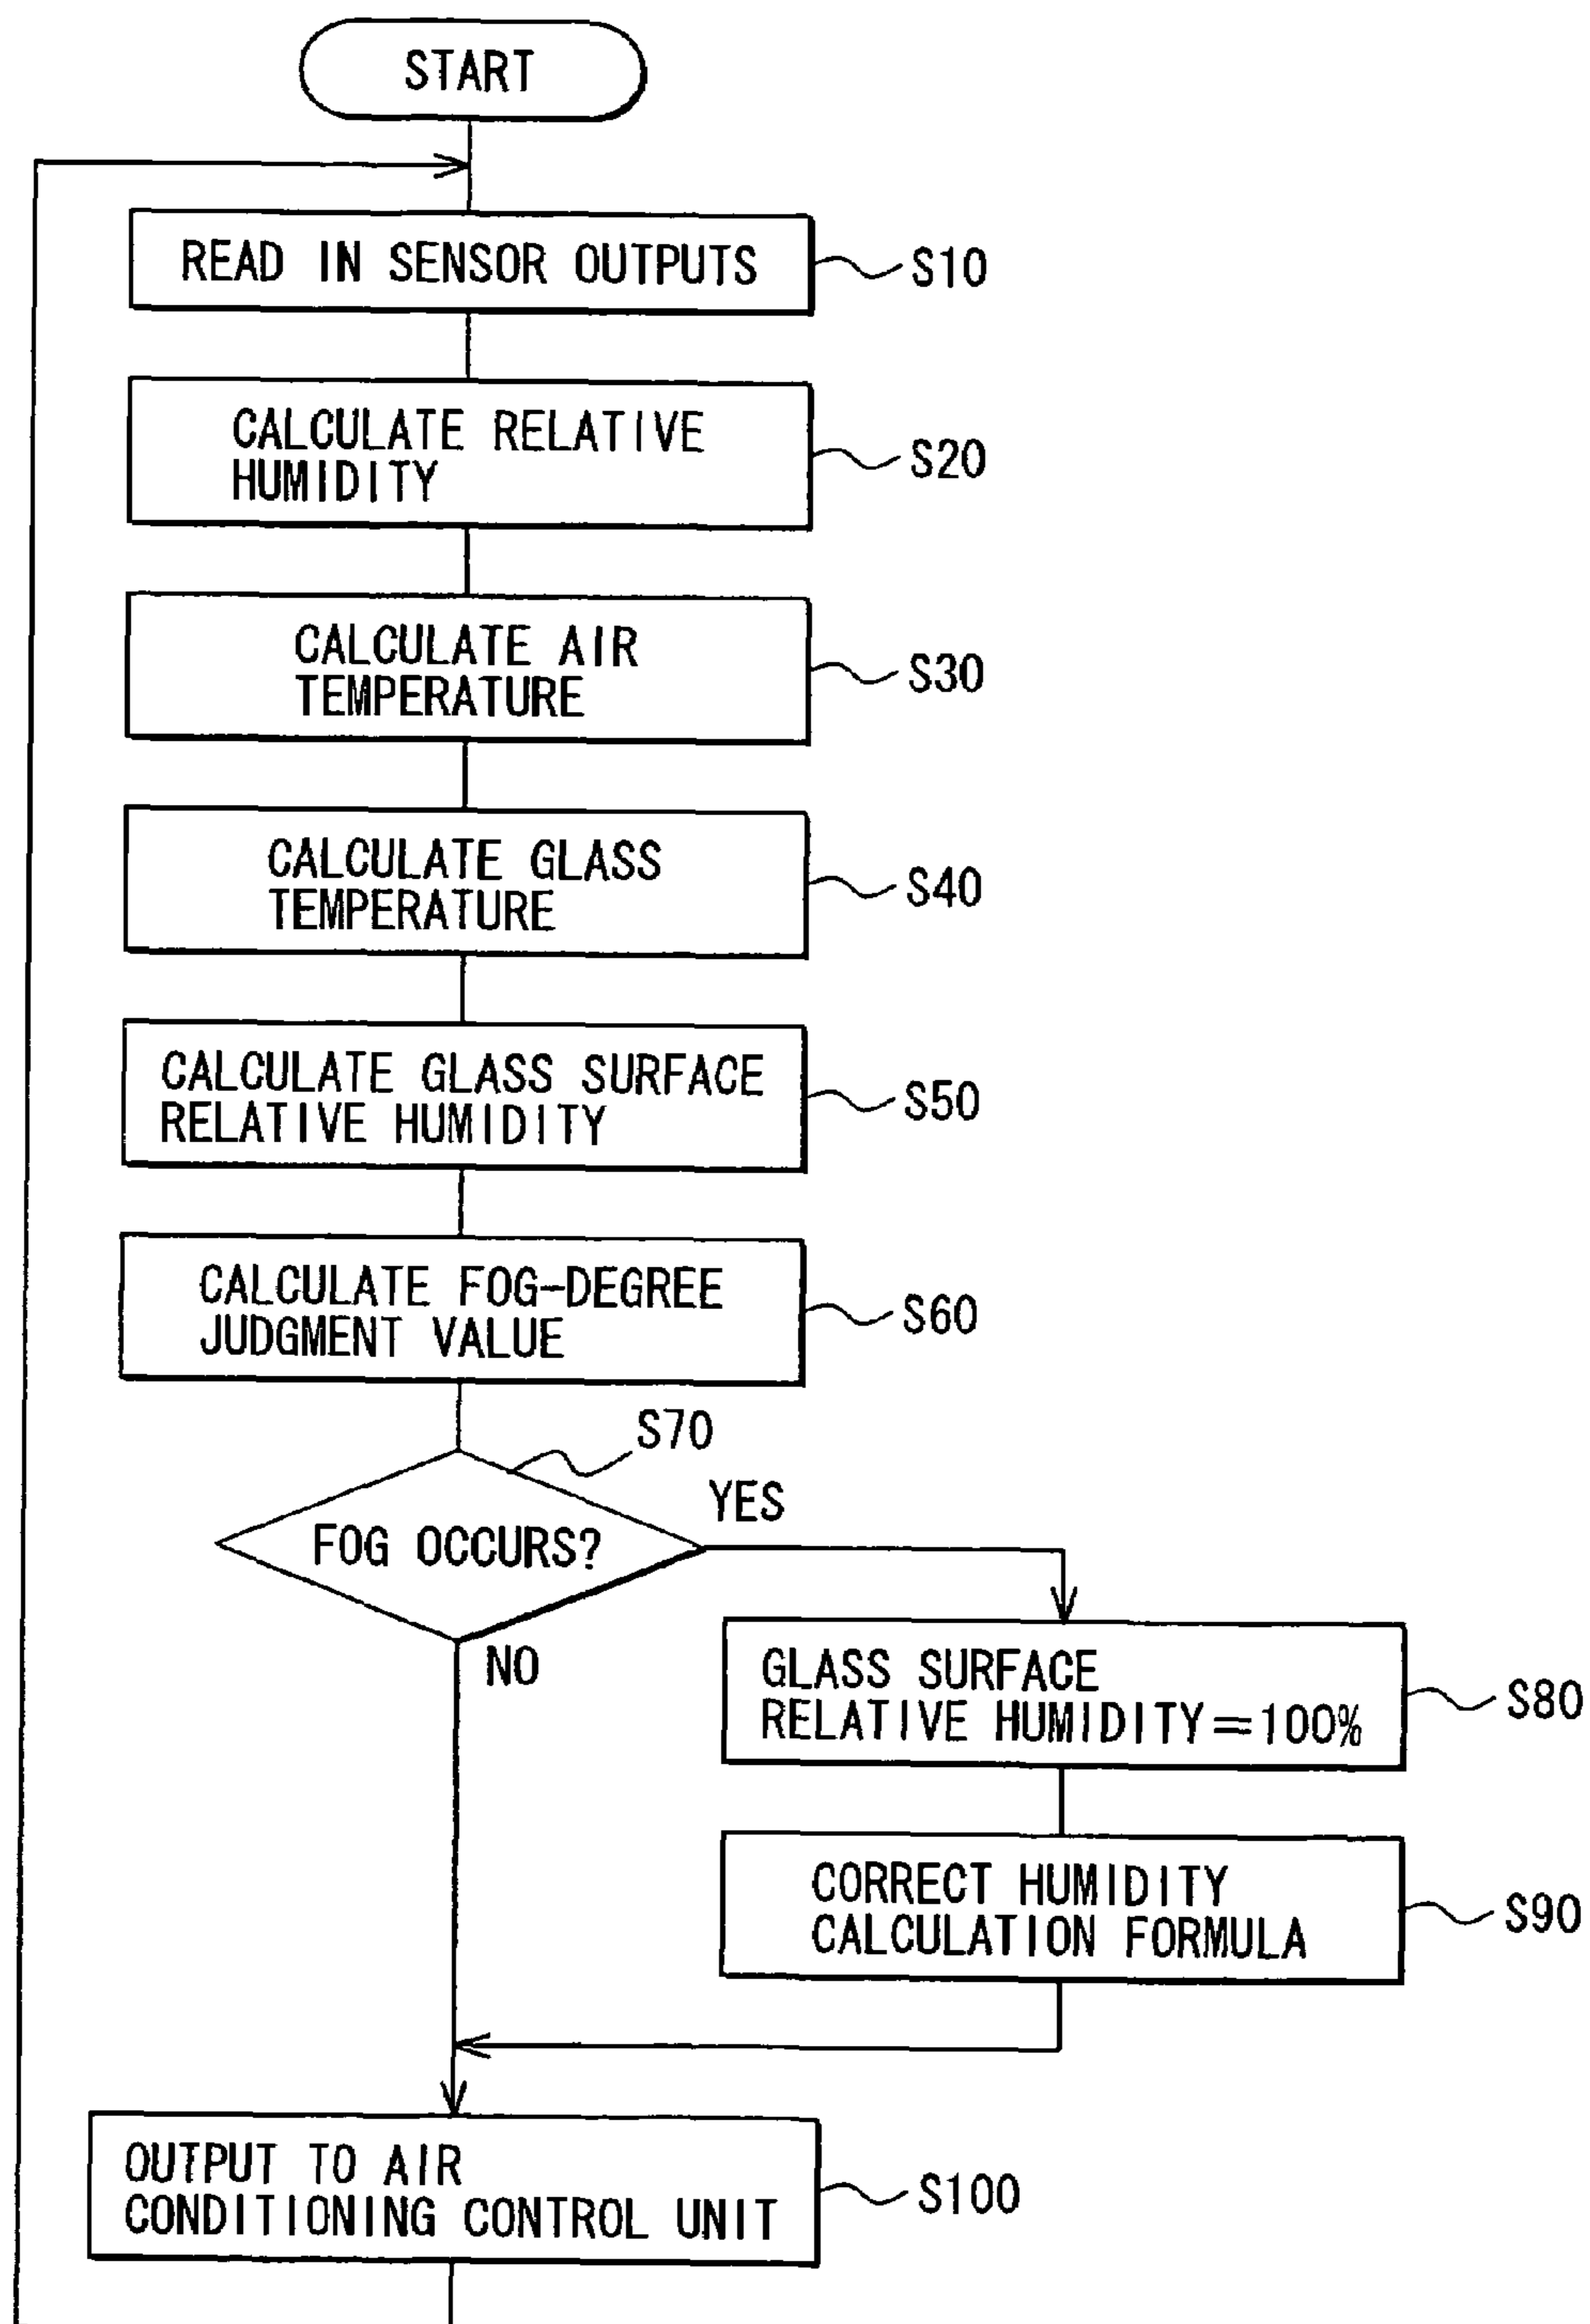 START
READ IN SENSOR OUTPUTS
S10
CALCULATE RELATIVE
HUMIDITY
S20
CALCULATE AIR
TEMPERATURE
S30
CALCULATE GLASS
TEMPERATURE
S40
CALCULATE GLASS SURFACE
RELATIVE HUMIDITY
S50
CALCULATE FOG-DEGREE
JUDGMENT VALUE
S60
S70
YES
FOG OCCURS?
NO
GLASS SURFACE
RELATIVE HUMIDITY=100%
S80
CORRECT HUMIDITY
CALCULATION FORMULA
S90
OUTPUT TO AIR
CONDITIONING CONTROL UNIT
S100